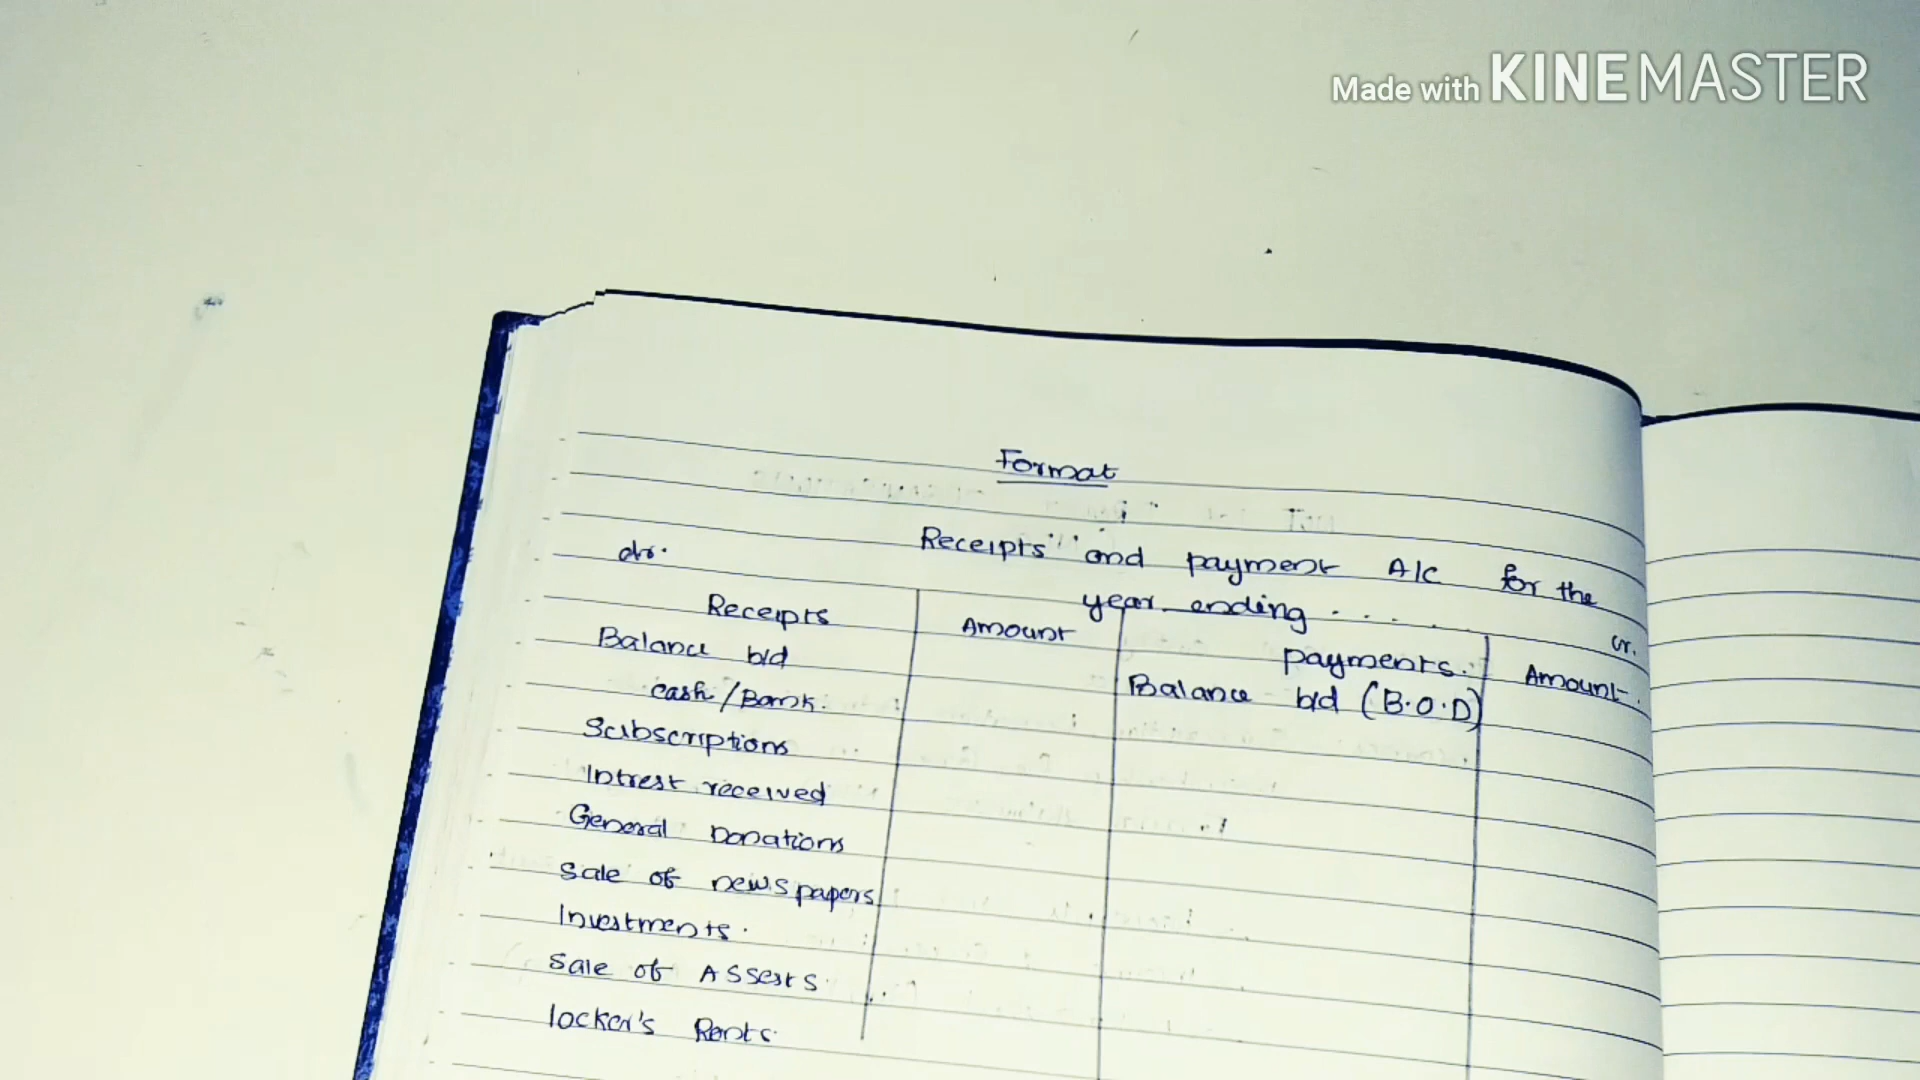 Made with KINEMASTER
Format
Receipts and payment A/c for the
dr.
year ending . . . .
cr.
Receipts Amount payments. Amount.
Balance b/d Balance b/d (B.O.D)
cash/Bank.
Subscriptions
Intrest received
General Donations
Sale of newspapers
Investments.
Sale of Assests.
locker's Rents.